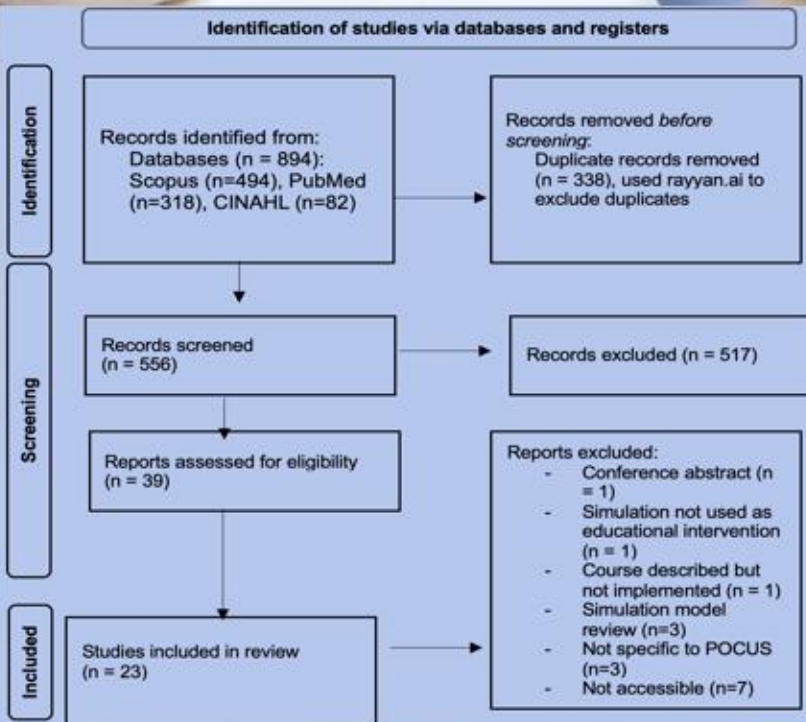 Identification of studies via databases and registers
Identification
Records identified from:
Databases (n = 894):
Scopus (n=494), PubMed
(n=318), CINAHL (n=82)
Records removed before
screening:
Duplicate records removed
(n = 338), used rayyan.ai to
exclude duplicates
Screening
Records screened
(n = 556)
Records excluded (n = 517)
Reports assessed for eligibility
(n = 39)
Reports excluded:
- Conference abstract (n
= 1)
- Simulation not used as
educational intervention
(n = 1)
- Course described but
not implemented (n = 1)
- Simulation model
review (n=3)
- Not specific to POCUS
(n=3)
- Not accessible (n=7)
Included
Studies included in review
(n = 23)